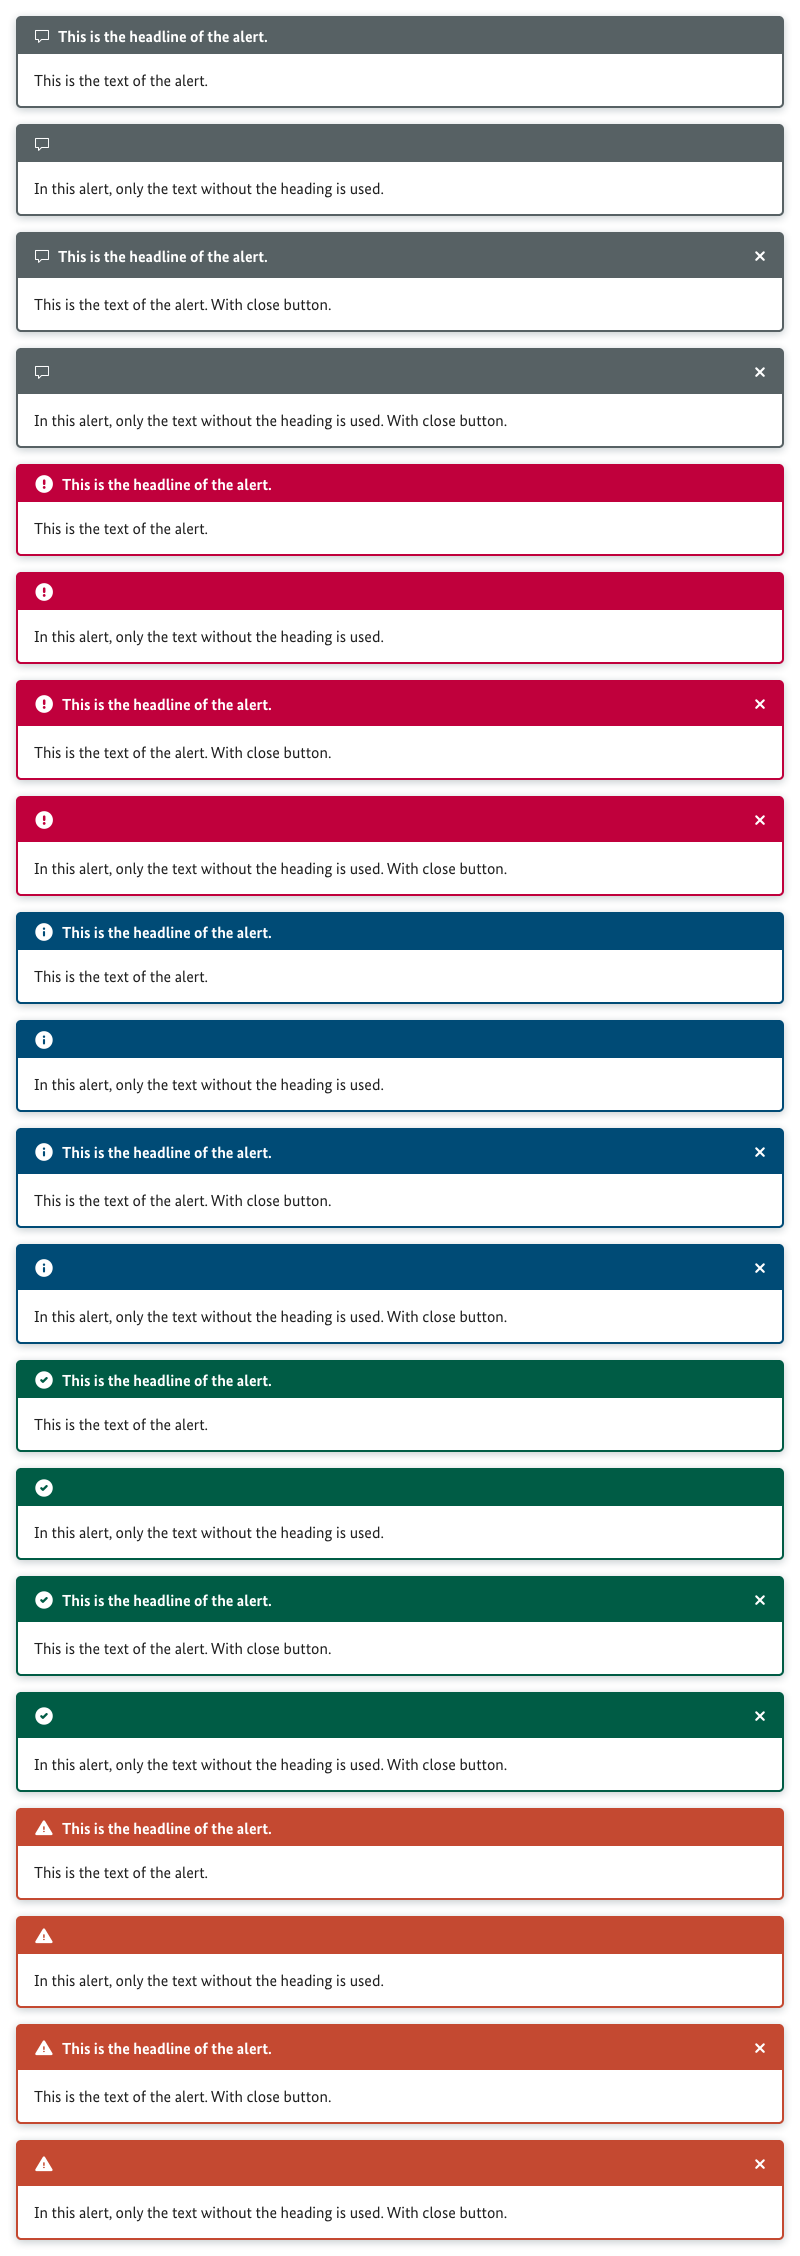 This is the headline of the alert.
This is the text of the alert.
In this alert, only the text without the heading is used.
This is the headline of the alert.
This is the text of the alert. With close button.
In this alert, only the text without the heading is used. With close button.
This is the headline of the alert.
This is the text of the alert.
In this alert, only the text without the heading is used.
This is the headline of the alert.
This is the text of the alert. With close button.
In this alert, only the text without the heading is used. With close button.
This is the headline of the alert.
This is the text of the alert.
In this alert, only the text without the heading is used.
This is the headline of the alert.
This is the text of the alert. With close button.
In this alert, only the text without the heading is used. With close button.
This is the headline of the alert.
This is the text of the alert.
In this alert, only the text without the heading is used.
This is the headline of the alert.
This is the text of the alert. With close button.
In this alert, only the text without the heading is used. With close button.
This is the headline of the alert.
This is the text of the alert.
In this alert, only the text without the heading is used.
This is the headline of the alert.
This is the text of the alert. With close button.
In this alert, only the text without the heading is used. With close button.